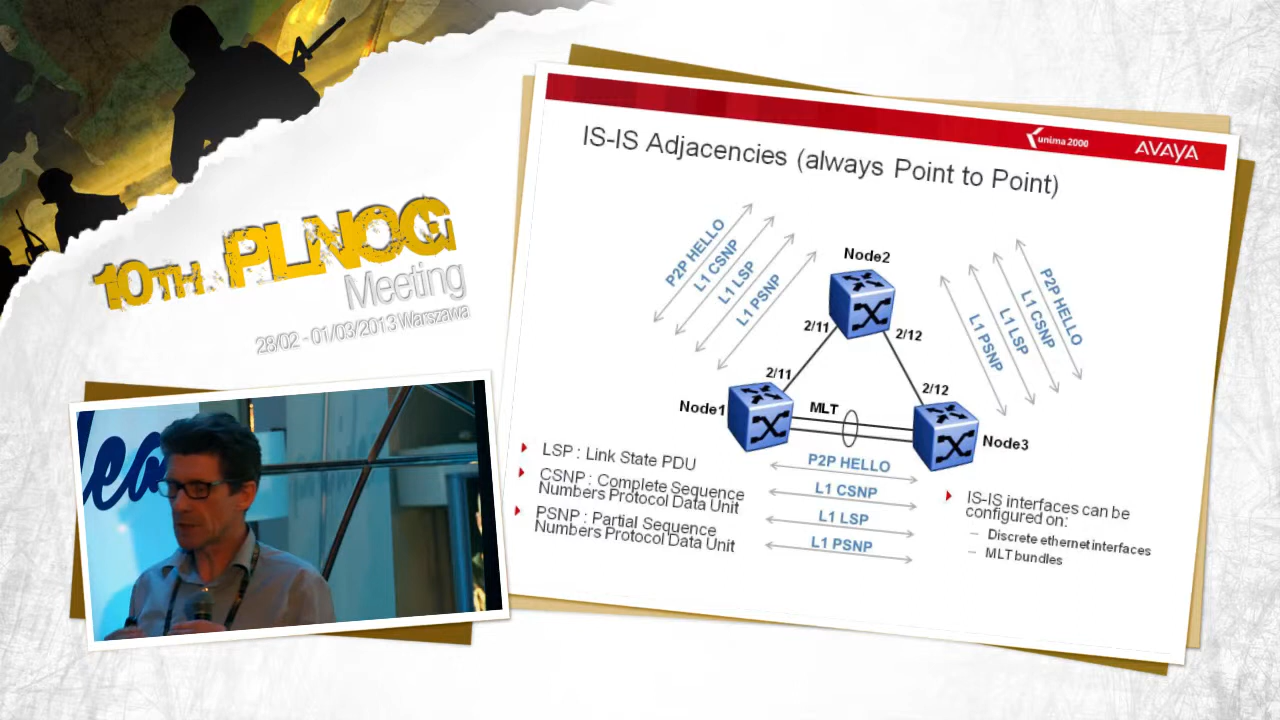 10TH PLNOG
Meeting
28/02 - 01/03/2013 Warszawa
unima 2000
AVAYA
IS-IS Adjacencies (always Point to Point)
P2P HELLO
L1 CSNP
L1 LSP
L1 PSNP
Node2
2/11
2/12
P2P HELLO
L1 CSNP
L1 LSP
L1 PSNP
2/11
2/12
Node1
MLT
Node3
P2P HELLO
L1 CSNP
L1 LSP
L1 PSNP
LSP : Link State PDU
CSNP : Complete Sequence
Numbers Protocol Data Unit
PSNP : Partial Sequence
Numbers Protocol Data Unit
IS-IS interfaces can be
configured on:
– Discrete ethernet interfaces
– MLT bundles